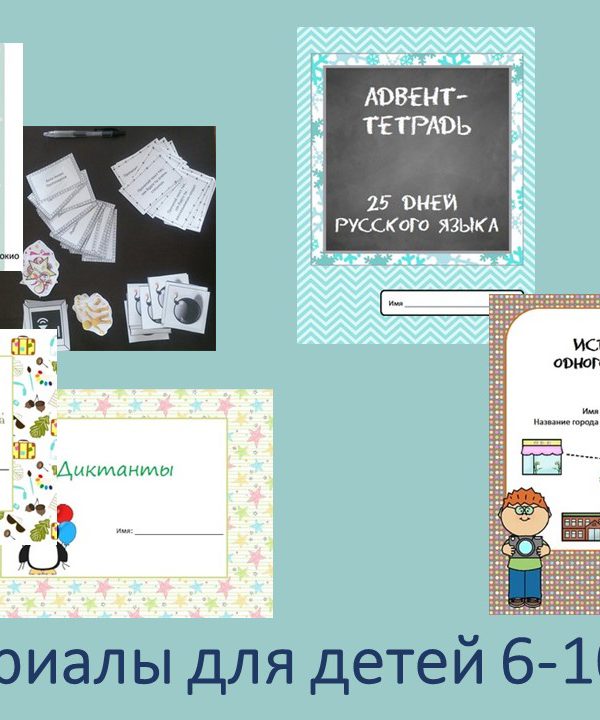 АДВЕНТ-
ТЕТРАДЬ
25 ДНЕЙ
РУССКОГО ЯЗЫКА
Имя
окио
ИСТ
ОДНОГО
Имя
Название города
Диктанты
Имя:
риалы для детей 6-10